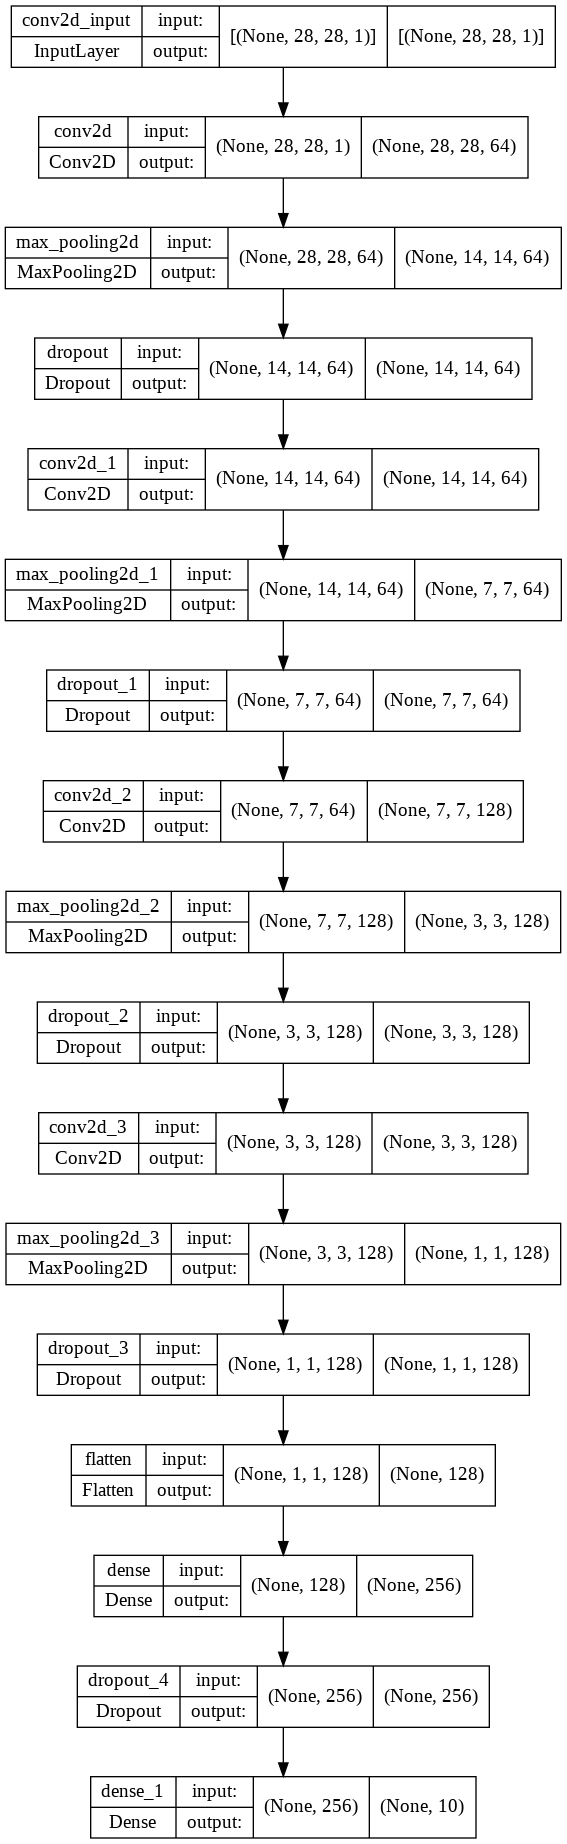 conv2d_input input: [(None, 28, 28, 1)] [(None, 28, 28, 1)]
InputLayer output:
conv2d input: (None, 28, 28, 1) (None, 28, 28, 64)
Conv2D output:
max_pooling2d input: (None, 28, 28, 64) (None, 14, 14, 64)
MaxPooling2D output:
dropout input: (None, 14, 14, 64) (None, 14, 14, 64)
Dropout output:
conv2d_1 input: (None, 14, 14, 64) (None, 14, 14, 64)
Conv2D output:
max_pooling2d_1 input: (None, 14, 14, 64) (None, 7, 7, 64)
MaxPooling2D output:
dropout_1 input: (None, 7, 7, 64) (None, 7, 7, 64)
Dropout output:
conv2d_2 input: (None, 7, 7, 64) (None, 7, 7, 128)
Conv2D output:
max_pooling2d_2 input: (None, 7, 7, 128) (None, 3, 3, 128)
MaxPooling2D output:
dropout_2 input: (None, 3, 3, 128) (None, 3, 3, 128)
Dropout output:
conv2d_3 input: (None, 3, 3, 128) (None, 3, 3, 128)
Conv2D output:
max_pooling2d_3 input: (None, 3, 3, 128) (None, 1, 1, 128)
MaxPooling2D output:
dropout_3 input: (None, 1, 1, 128) (None, 1, 1, 128)
Dropout output:
flatten input: (None, 1, 1, 128) (None, 128)
Flatten output:
dense input: (None, 128) (None, 256)
Dense output:
dropout_4 input: (None, 256) (None, 256)
Dropout output:
dense_1 input: (None, 256) (None, 10)
Dense output: